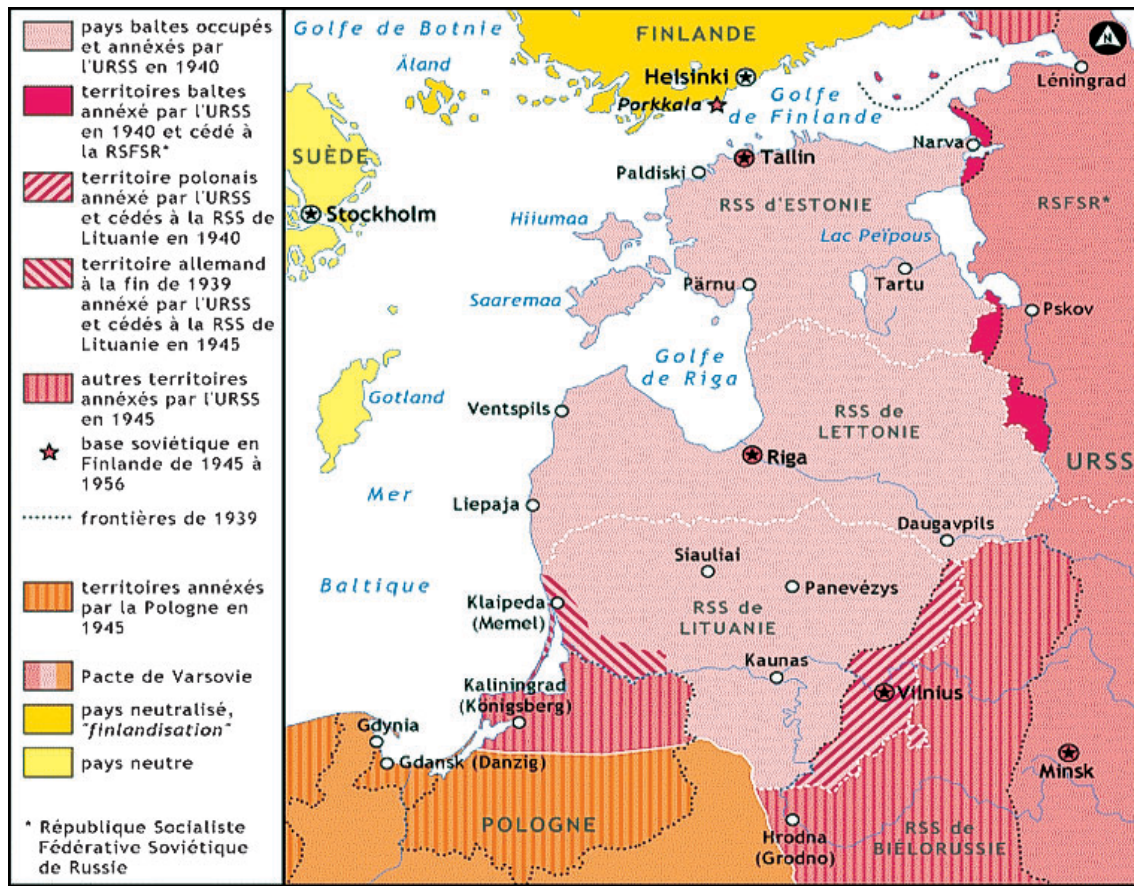 pays baltes occupés
et annéxés par
l'URSS en 1940
territoires baltes
annéxé par l'URSS
en 1940 et cédé à
la RSFSR*
territoire polonais
annéxé par l'URSS
et cédés à la RSS de
Lituanie en 1940
territoire allemand
à la fin de 1939
annéxé par l'URSS
et cédés à la RSS de
Lituanie en 1945
autres territoires
annéxés par l'URSS
en 1945
base soviétique en
Finlande de 1945 à
1956
frontières de 1939
territoires annéxés
par la Pologne en
1945
Pacte de Varsovie
pays neutralisé,
"finlandisation"
pays neutre
* République Socialiste
Fédérative Soviétique
de Russie
Golfe de Botnie
FINLANDE
N
Åland
Helsinki
Léningrad
Porkkala
Golfe
de Finlande
SUÈDE
Narva
Tallin
Paldiski
Stockholm
RSS d'ESTONIE
RSFSR*
Hiiumaa
Lac Peïpous
Pärnu
Tartu
Saaremaa
Pskov
Golfe
de Riga
Gotland
Ventspils
RSS de
LETTONIE
Riga
URSS
Mer
Liepaja
Daugavpils
Siauliai
Baltique
Panevézys
Klaipeda
(Memel)
RSS de
LITUANIE
Kaunas
Kaliningrad
(Königsberg)
Vilnius
Gdynia
Gdansk (Danzig)
Minsk
POLOGNE
Hrodna
(Grodno)
RSS de
BIÉLORUSSIE